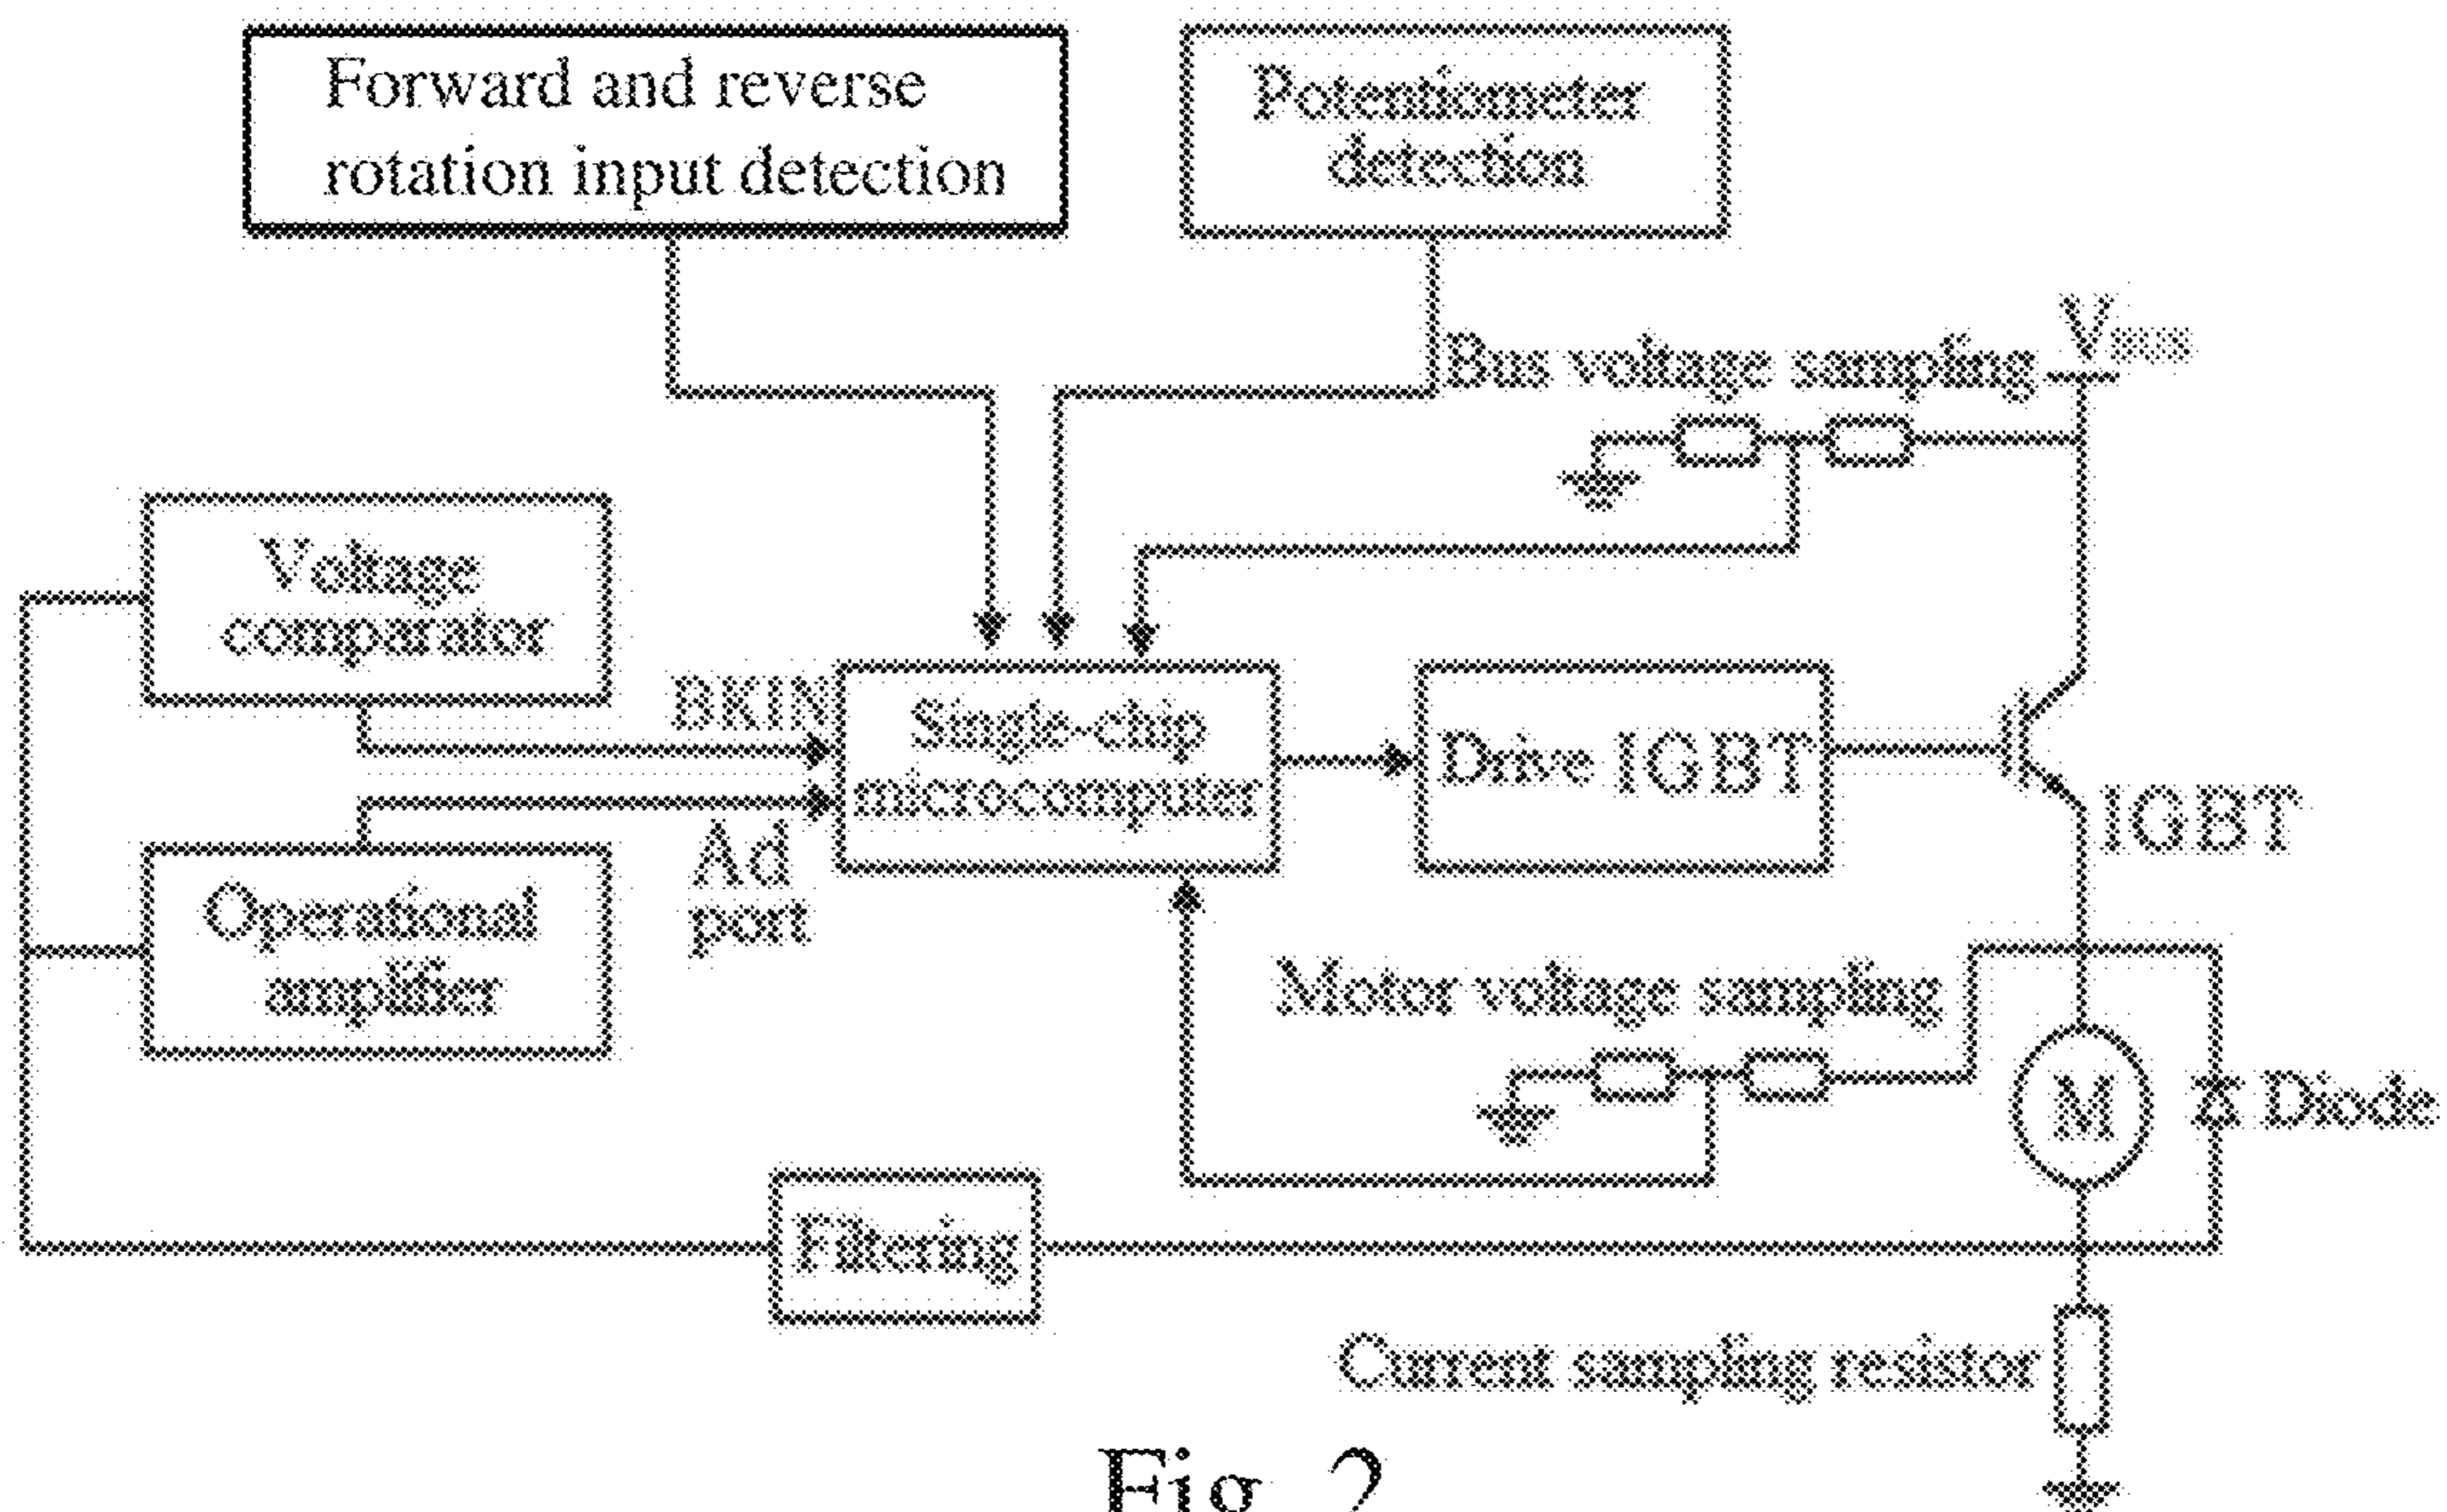 Forward and reverse
rotation input detection
Potentiometer
detection
Bus voltage sampling
VBUS
Voltage
comparator
BKIN
Single-chip
microcomputer
Drive IGBT
IGBT
Ad
port
Operational
amplifier
Motor voltage sampling
M
Diode
Filtering
Current sampling resistor
Fig. 2